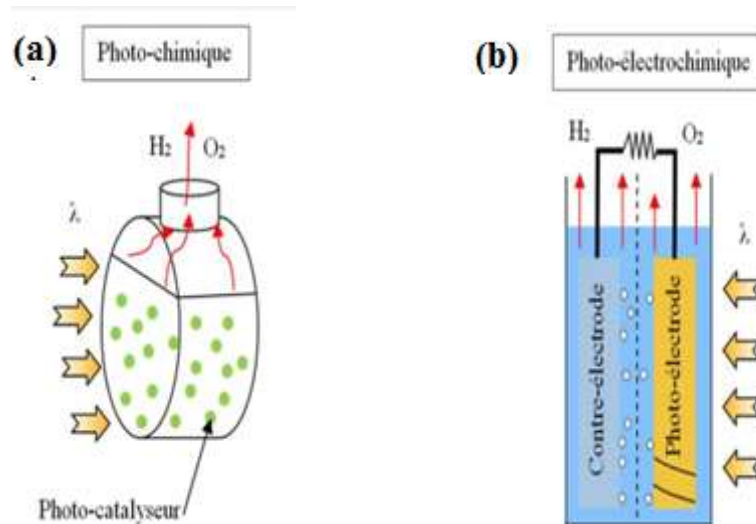 (a)
Photo-chimique
H₂ O₂
λ
Photo-catalyseur
(b)
Photo-électrochimique
H₂ O₂
λ
Contre-électrode
Photo-électrode